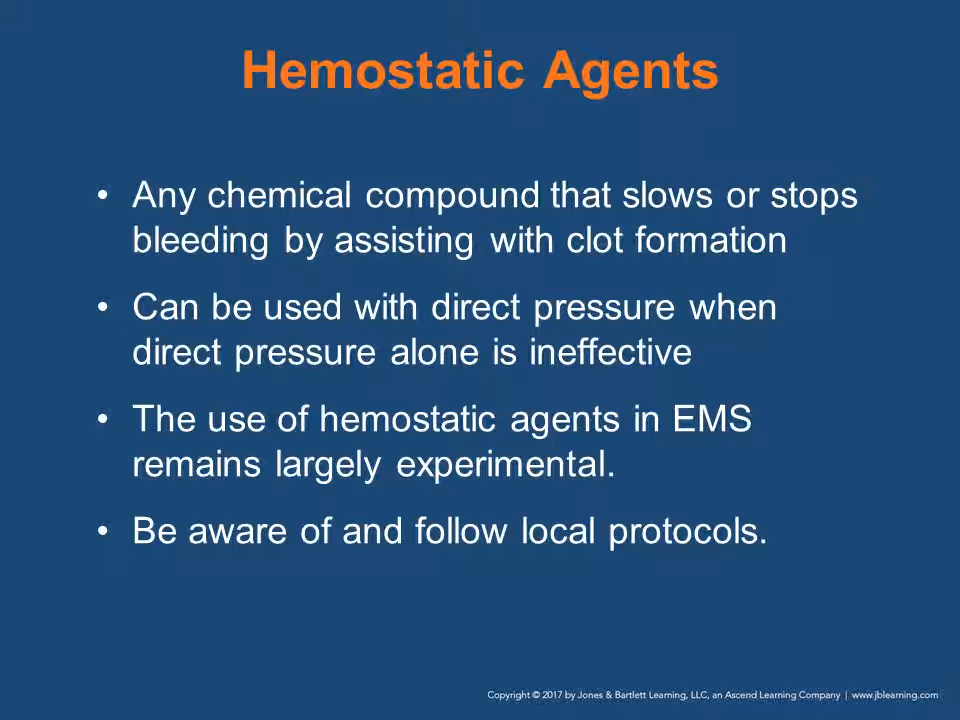 Hemostatic Agents
• Any chemical compound that slows or stops
bleeding by assisting with clot formation
• Can be used with direct pressure when
direct pressure alone is ineffective
• The use of hemostatic agents in EMS
remains largely experimental.
• Be aware of and follow local protocols.
Copyright © 2017 by Jones & Bartlett Learning, LLC, an Ascend Learning Company | www.jblearning.com